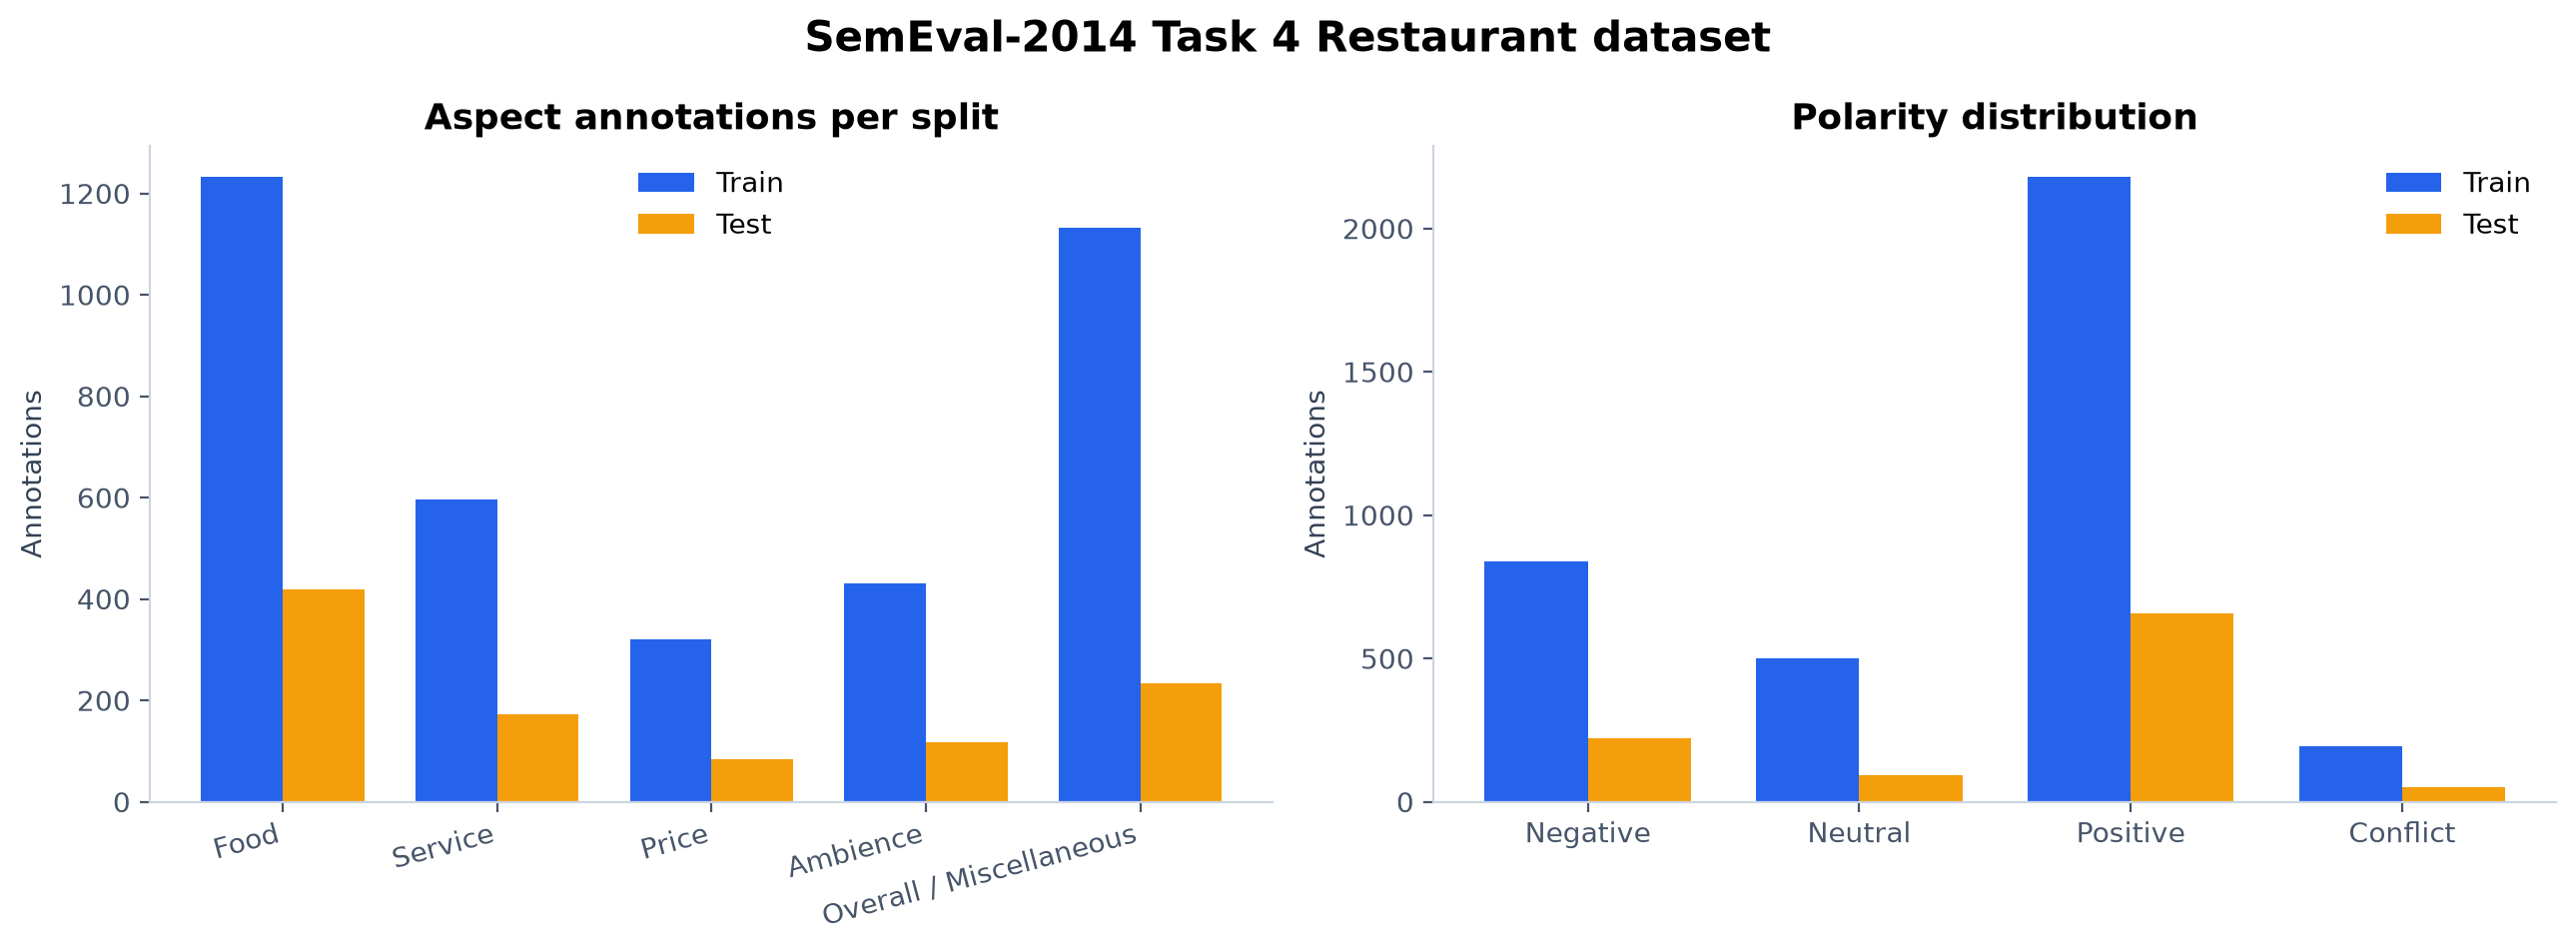 SemEval-2014 Task 4 Restaurant dataset
Aspect annotations per split
Annotations
1200
1000
800
600
400
200
0
Train
Test
Food
Service
Price
Ambience
Overall / Miscellaneous
Polarity distribution
Annotations
2000
1500
1000
500
0
Train
Test
Negative
Neutral
Positive
Conflict